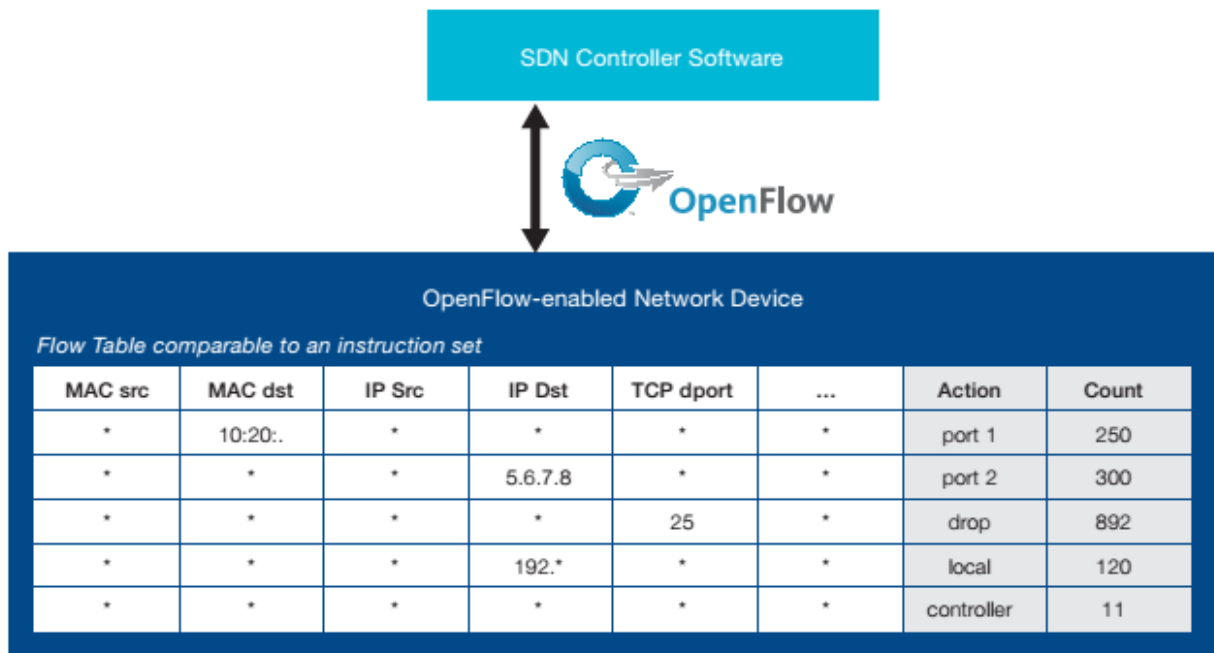 SDN Controller Software
OpenFlow
OpenFlow-enabled Network Device
Flow Table comparable to an instruction set
MAC src MAC dst IP Src IP Dst TCP dport ... Action Count
* 10:20:. * * * * port 1 250
* * * 5.6.7.8 * * port 2 300
* * * * 25 * drop 892
* * * 192.* * * local 120
* * * * * * controller 11